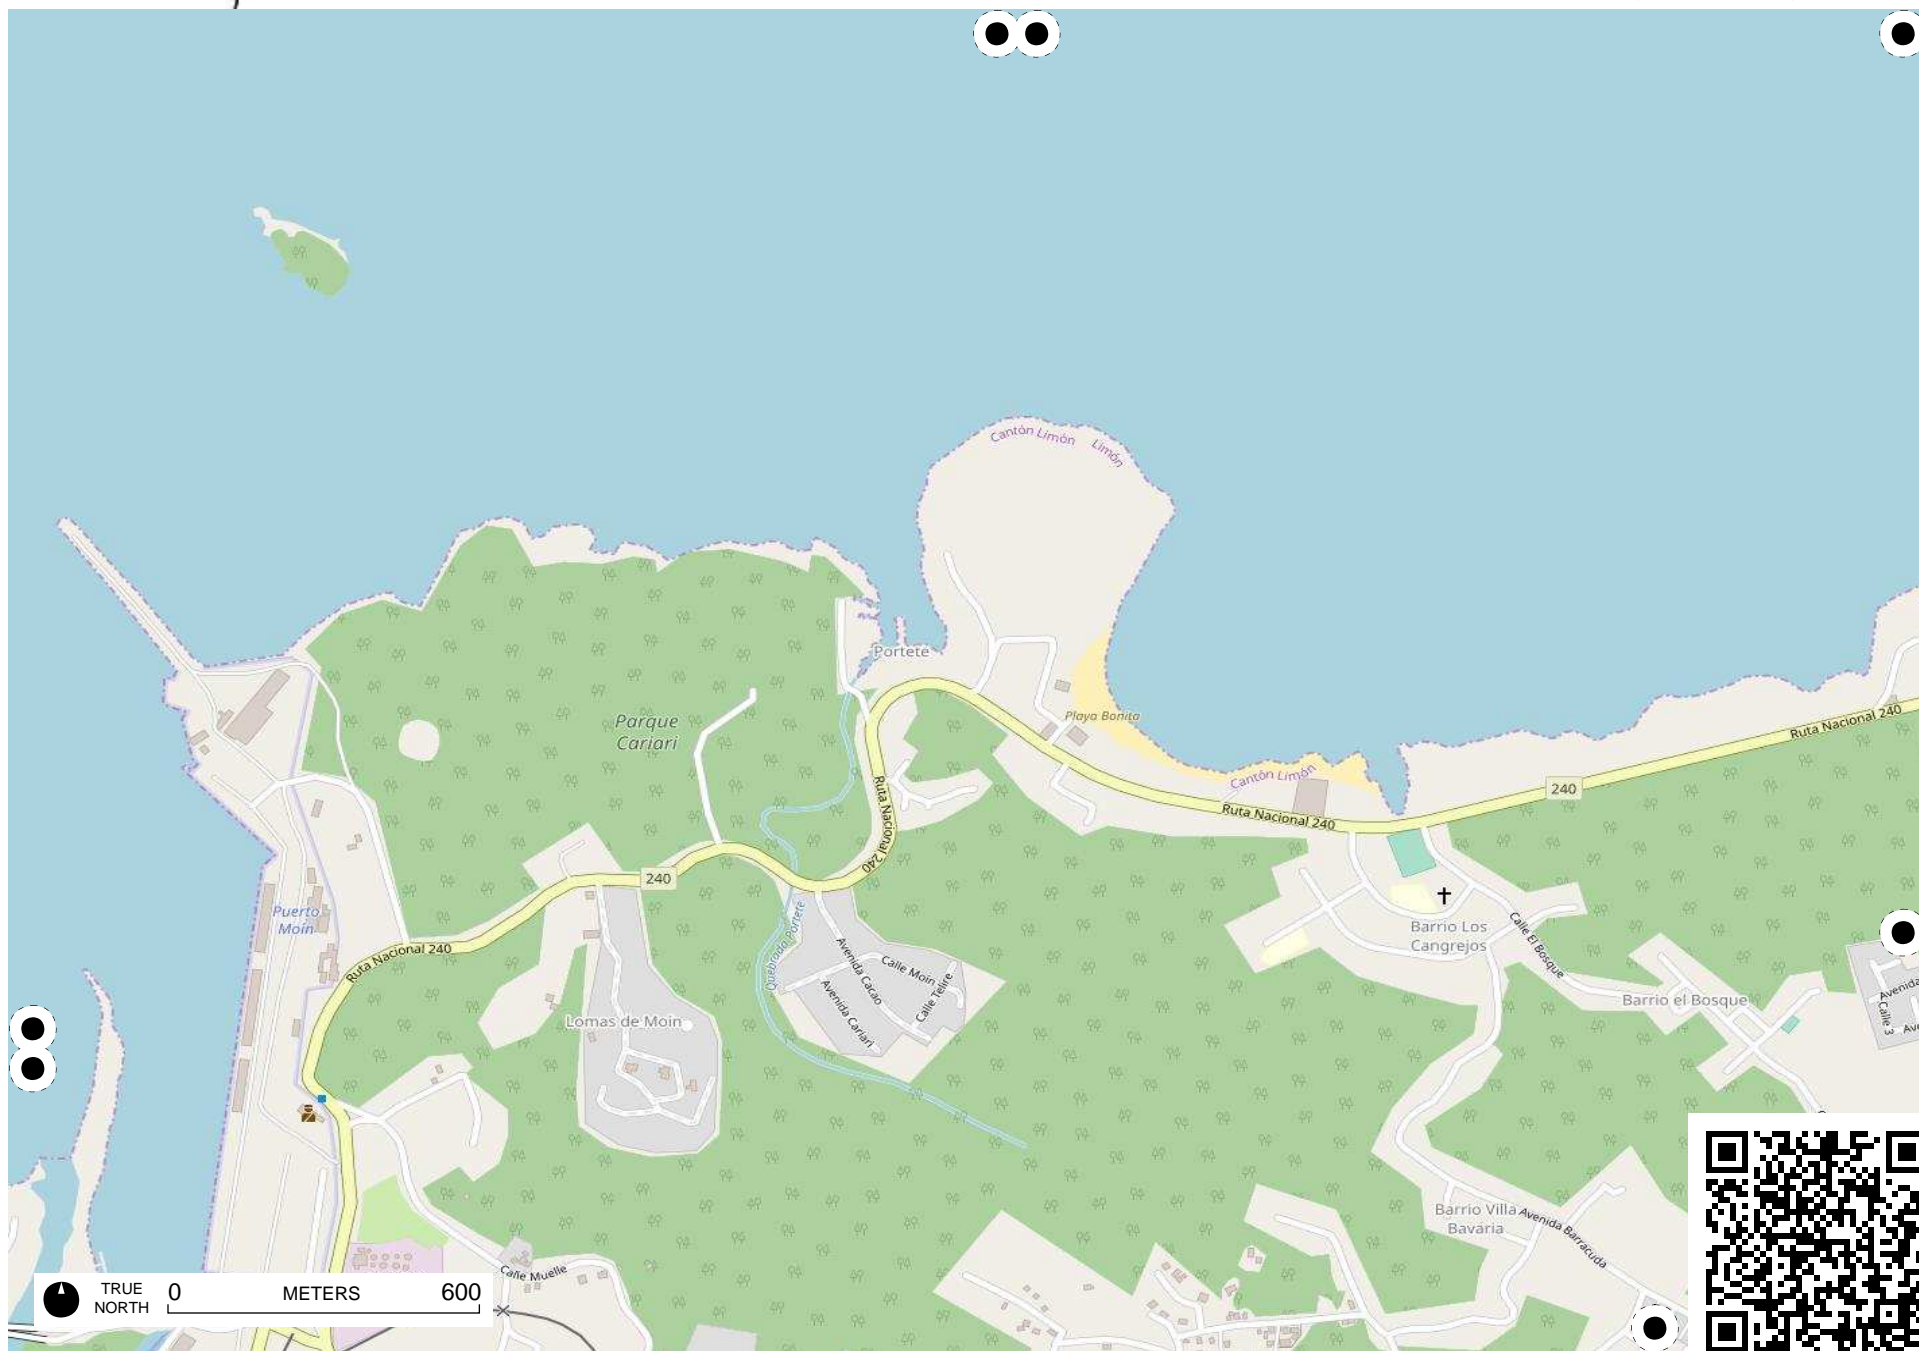 Cantón Limón
Limón
Portete
Parque
Cariari
Playa Bonita
Cantón Limón
Ruta Nacional 240
240
Ruta Nacional 240
Ruta Nacional 240
240
Puerto
Moín
Ruta Nacional 240
Quebrada Portete
Avenida Cacao
Calle Moín
Calle Telire
Avenida Cariari
Lomas de Moín
Barrio Los
Cangrejos
Calle El Bosque
Barrio el Bosque
Avenida
Calle 3
Barrio Villa
Bavaria
Avenida Barracuda
Calle Muelle
TRUE
NORTH
0 METERS 600